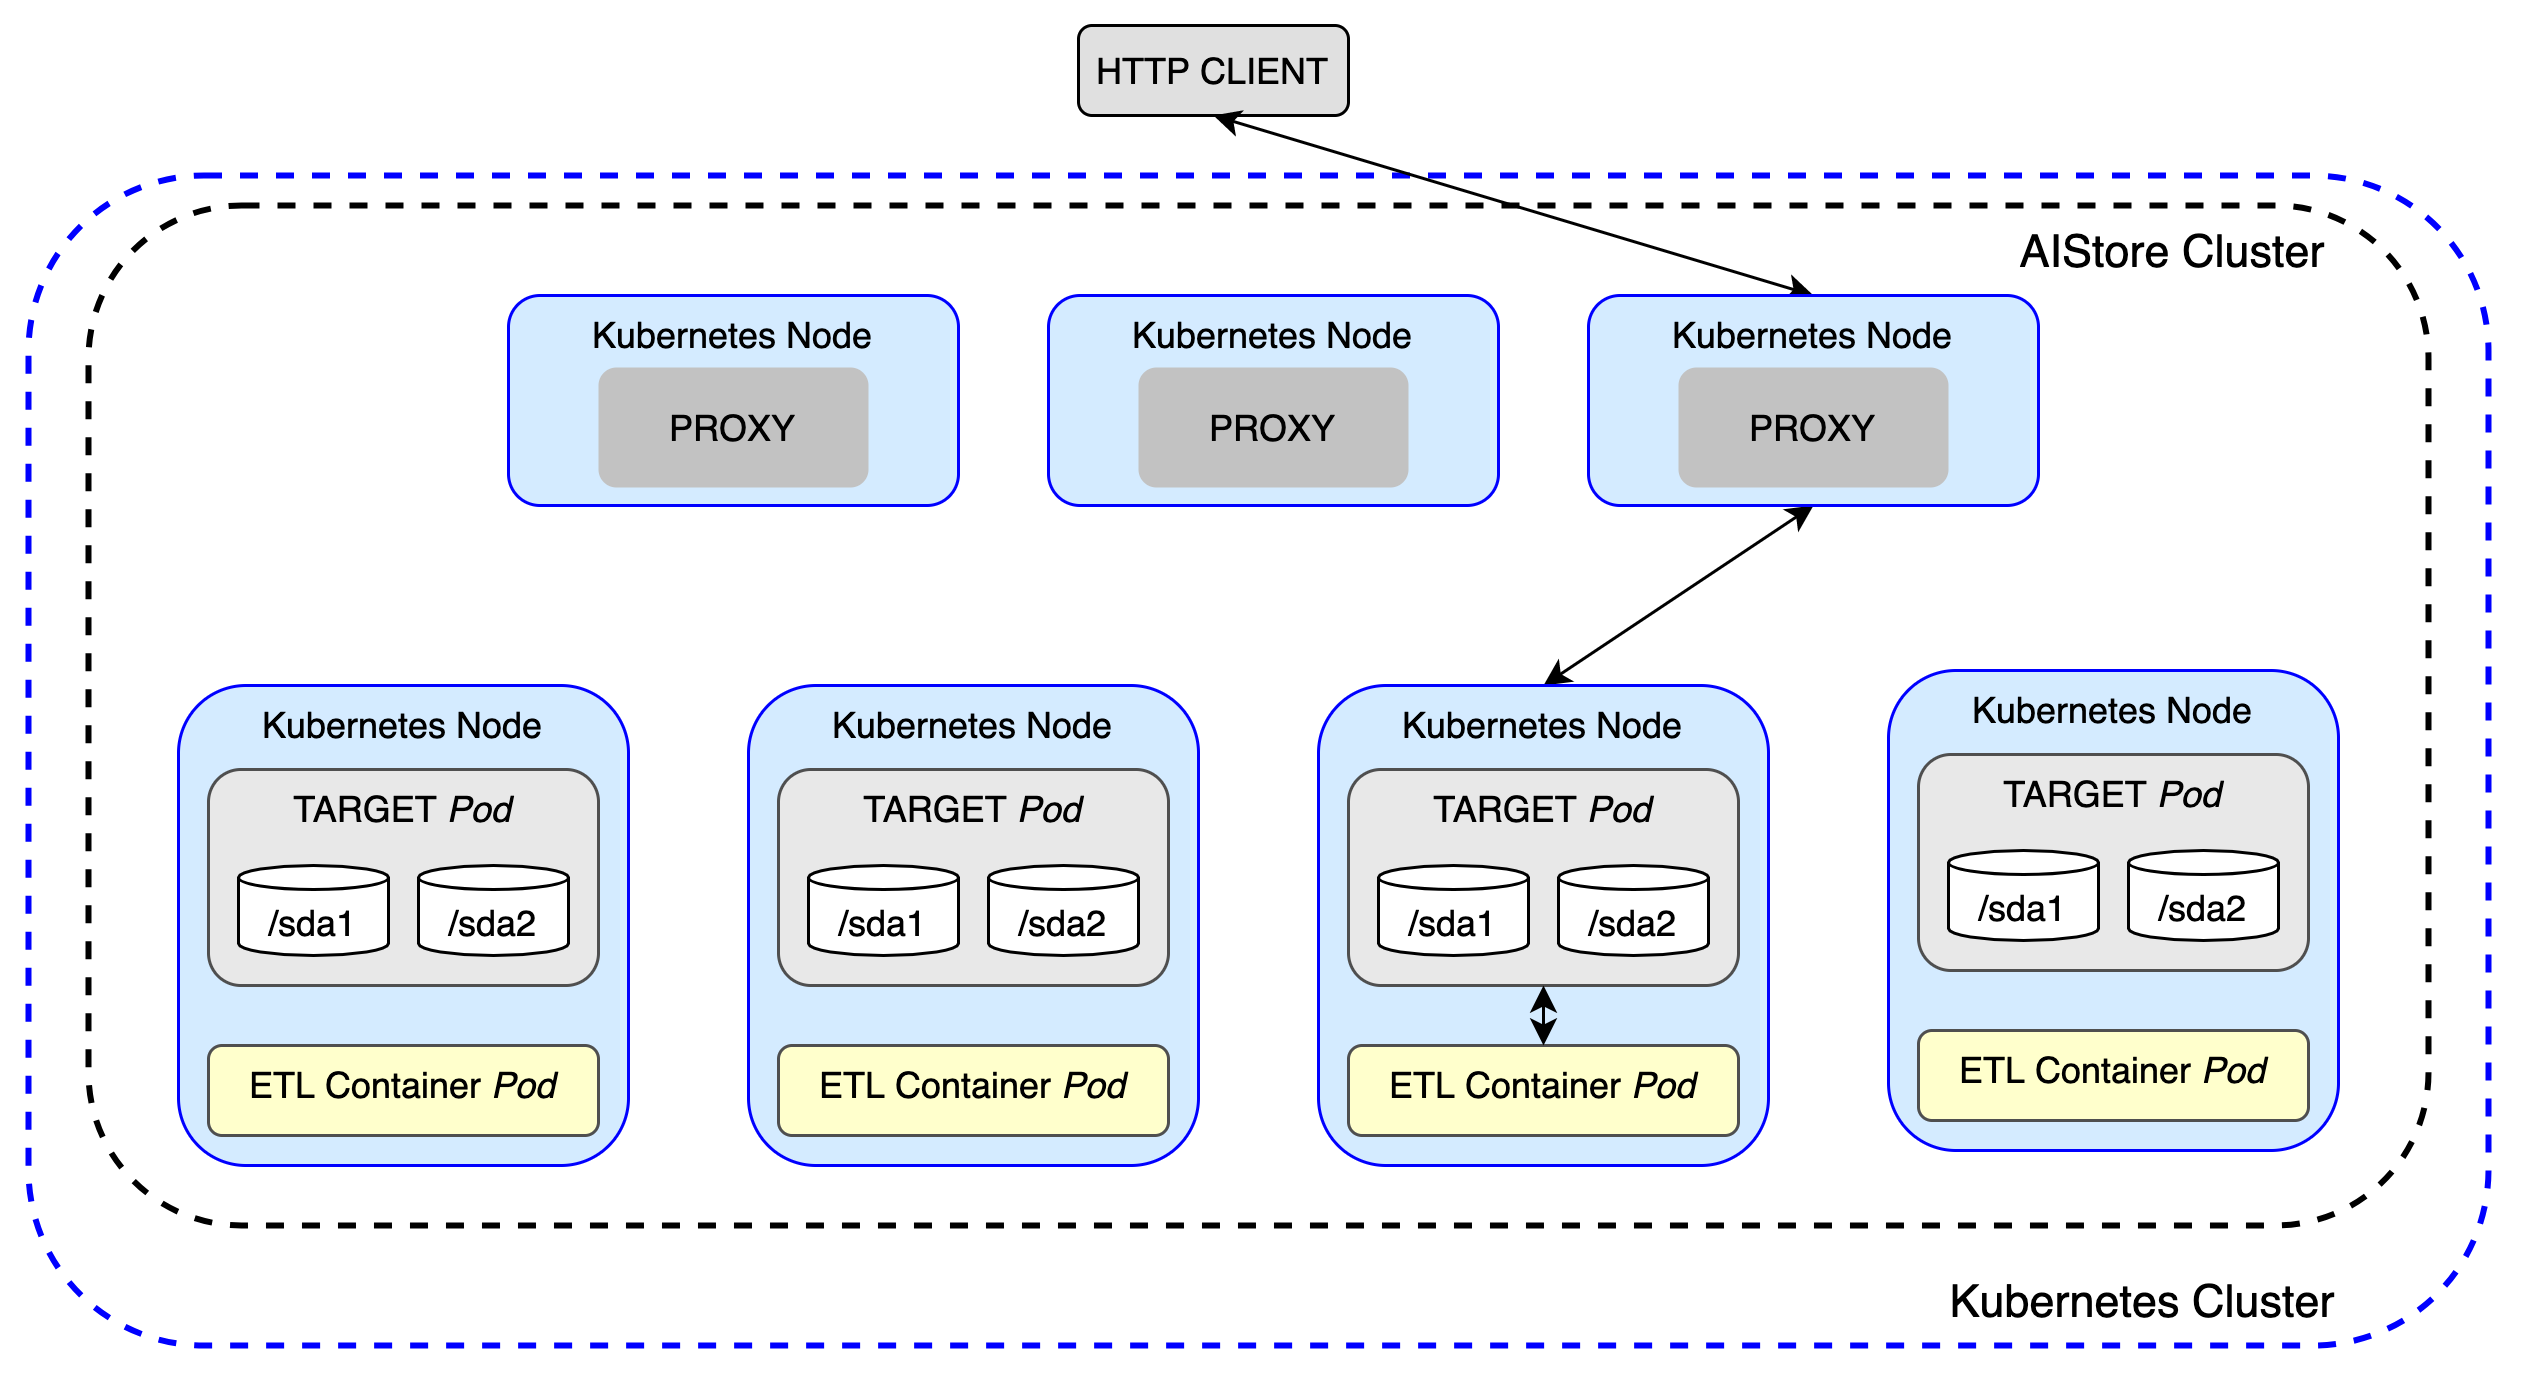 HTTP CLIENT
AIStore Cluster
Kubernetes Node
PROXY
Kubernetes Node
PROXY
Kubernetes Node
PROXY
Kubernetes Node
TARGET Pod
/sda1
/sda2
ETL Container Pod
Kubernetes Node
TARGET Pod
/sda1
/sda2
ETL Container Pod
Kubernetes Node
TARGET Pod
/sda1
/sda2
ETL Container Pod
Kubernetes Node
TARGET Pod
/sda1
/sda2
ETL Container Pod
Kubernetes Cluster